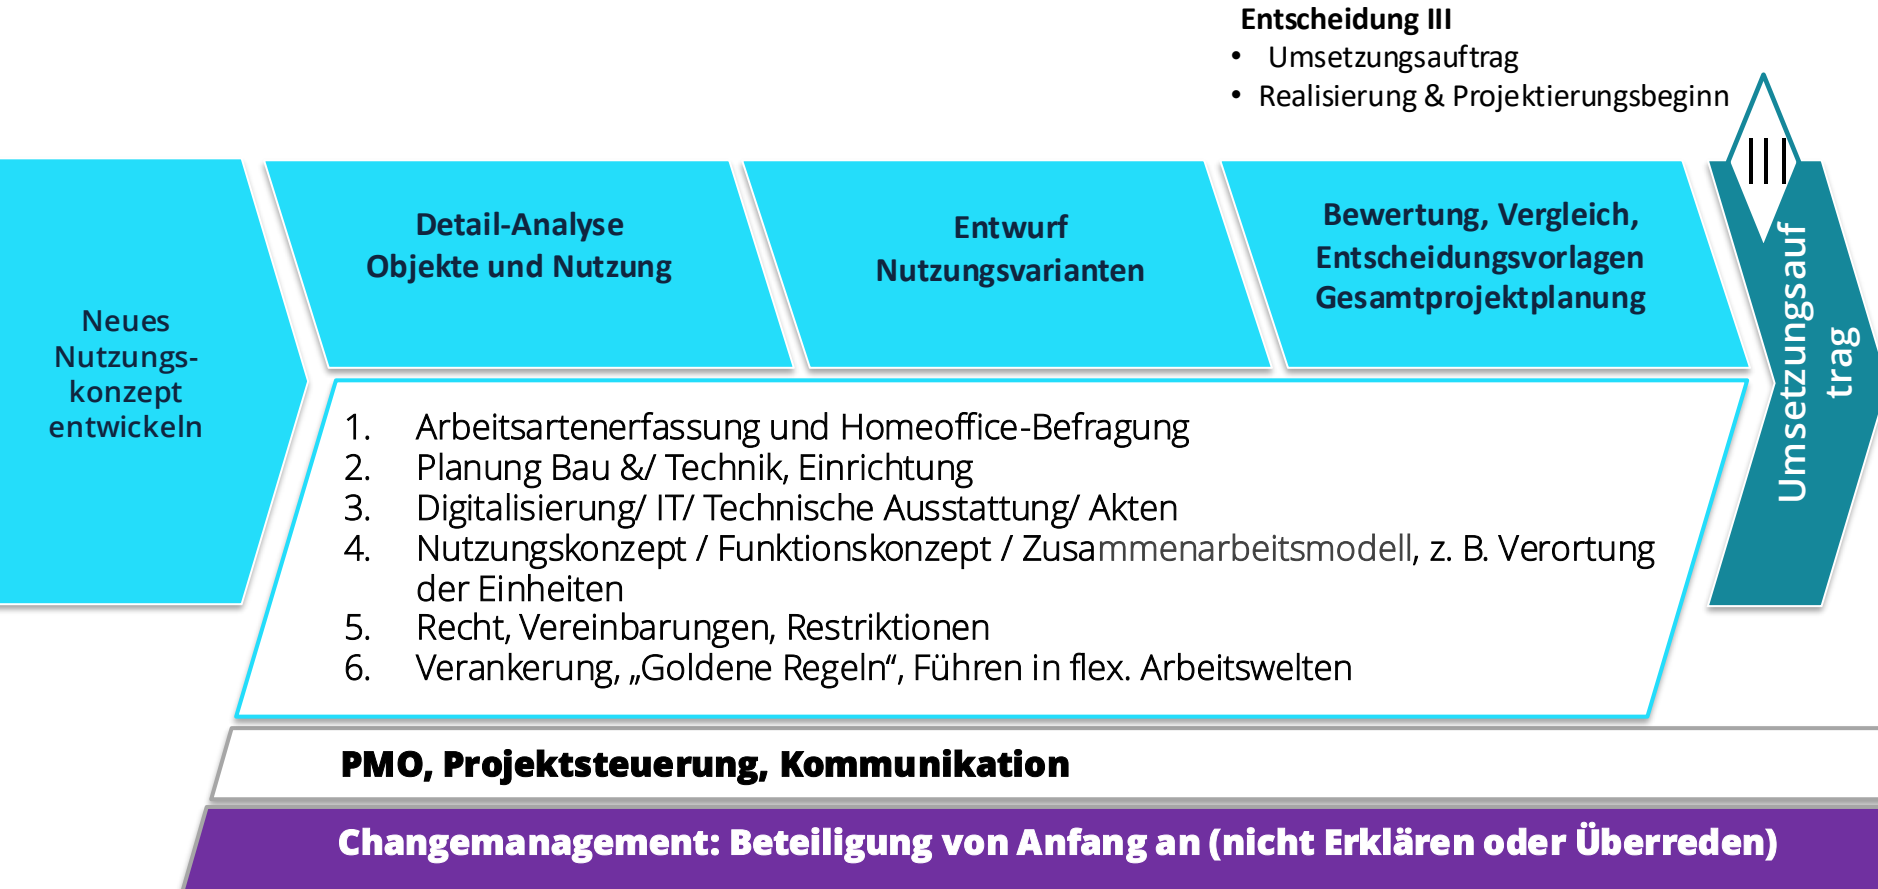 Entscheidung III
• Umsetzungsauftrag
• Realisierung & Projektierungsbeginn
III
Neues
Nutzungs-
konzept
entwickeln
Detail-Analyse
Objekte und Nutzung
Entwurf
Nutzungsvarianten
Bewertung, Vergleich,
Entscheidungsvorlagen
Gesamtprojektplanung
Umsetzungsauf
trag
1. Arbeitsartenerfassung und Homeoffice-Befragung
2. Planung Bau &/ Technik, Einrichtung
3. Digitalisierung/ IT/ Technische Ausstattung/ Akten
4. Nutzungskonzept / Funktionskonzept / Zusammenarbeitsmodell, z. B. Verortung
der Einheiten
5. Recht, Vereinbarungen, Restriktionen
6. Verankerung, „Goldene Regeln“, Führen in flex. Arbeitswelten
PMO, Projektsteuerung, Kommunikation
Changemanagement: Beteiligung von Anfang an (nicht Erklären oder Überreden)